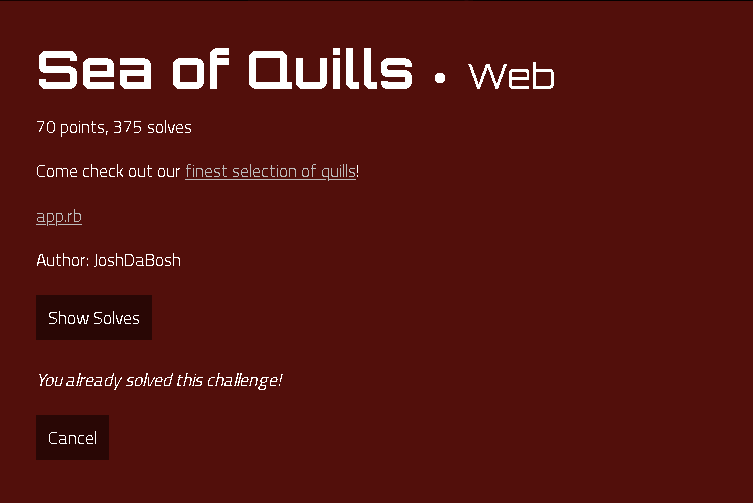 Sea of Quills • Web
70 points, 375 solves
Come check out our finest selection of quills!
app.rb
Author: JoshDaBosh
Show Solves
You already solved this challenge!
Cancel